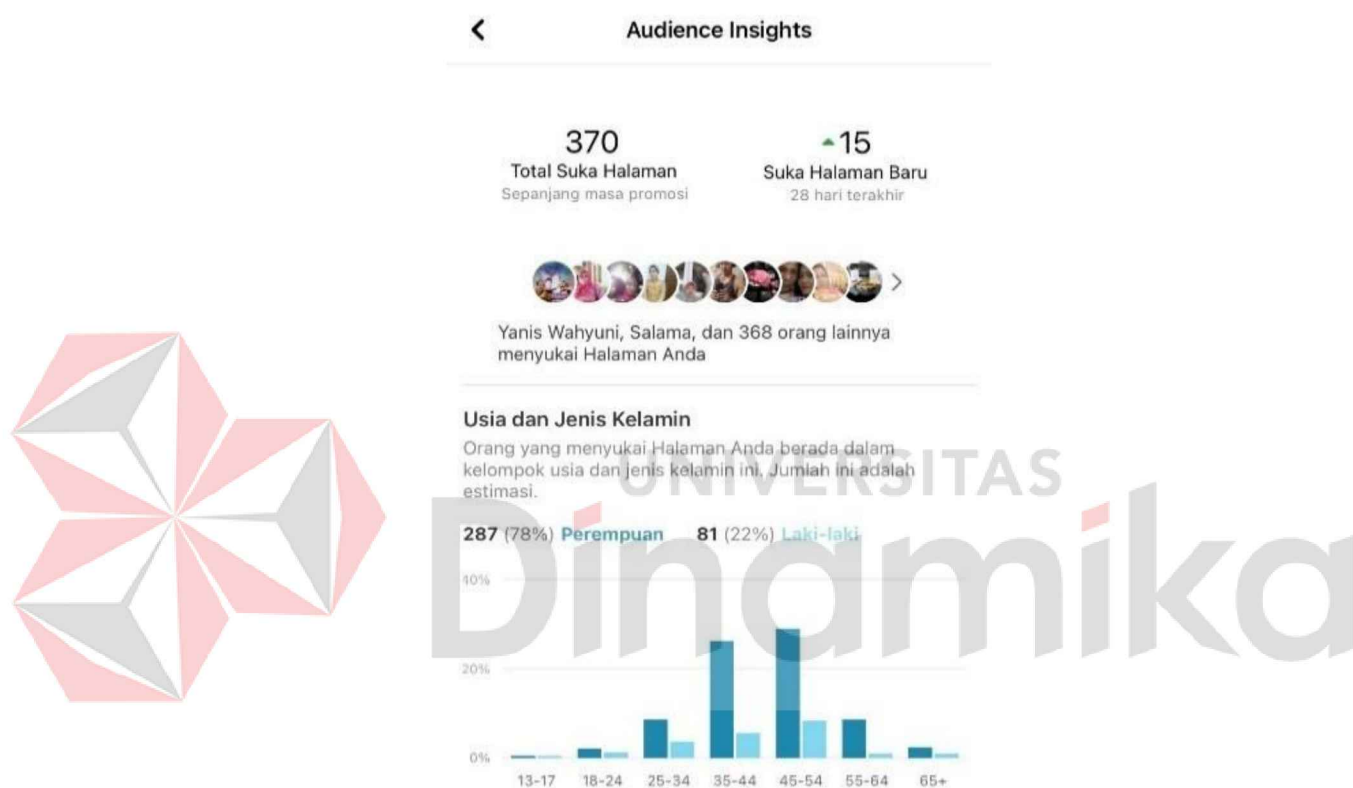 Audience Insights
370
Total Suka Halaman
Sepanjang masa promosi
15
Suka Halaman Baru
28 hari terakhir
Yanis Wahyuni, Salama, dan 368 orang lainnya
menyukai Halaman Anda
Usia dan Jenis Kelamin
Orang yang menyukai Halaman Anda berada dalam
kelompok usia dan jenis kelamin ini. Jumlah ini adalah
estimasi.
287 (78%) Perempuan 81 (22%) Laki-laki
40%
20%
0%
13-17 18-24 25-34 35-44 45-54 55-64 65+
UNIVERSITAS
Dinamika